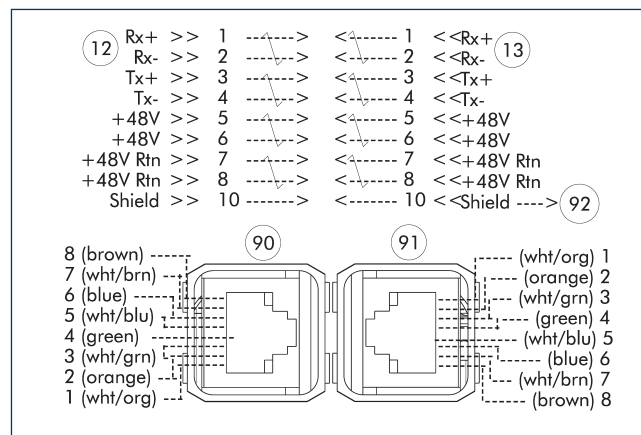 12 Rx+ >> 1 -----> <----- 1 <<Rx+ 13
Rx- >> 2 -----> <----- 2 <<Rx-
Tx+ >> 3 -----> <----- 3 <<Tx+
Tx- >> 4 -----> <----- 4 <<Tx-
+48V >> 5 -----> <----- 5 <<+48V
+48V >> 6 -----> <----- 6 <<+48V
+48V Rtn >> 7 -----> <----- 7 <<+48V Rtn
+48V Rtn >> 8 -----> <----- 8 <<+48V Rtn
Shield >> 10 -----> <----- 10 <<Shield ----> 92
90 91
8 (brown)
7 (wht/brn)
6 (blue)
5 (wht/blu)
4 (green)
3 (wht/grn)
2 (orange)
1 (wht/org)
(wht/org) 1
(orange) 2
(wht/grn) 3
(green) 4
(wht/blu) 5
(blue) 6
(wht/brn) 7
(brown) 8